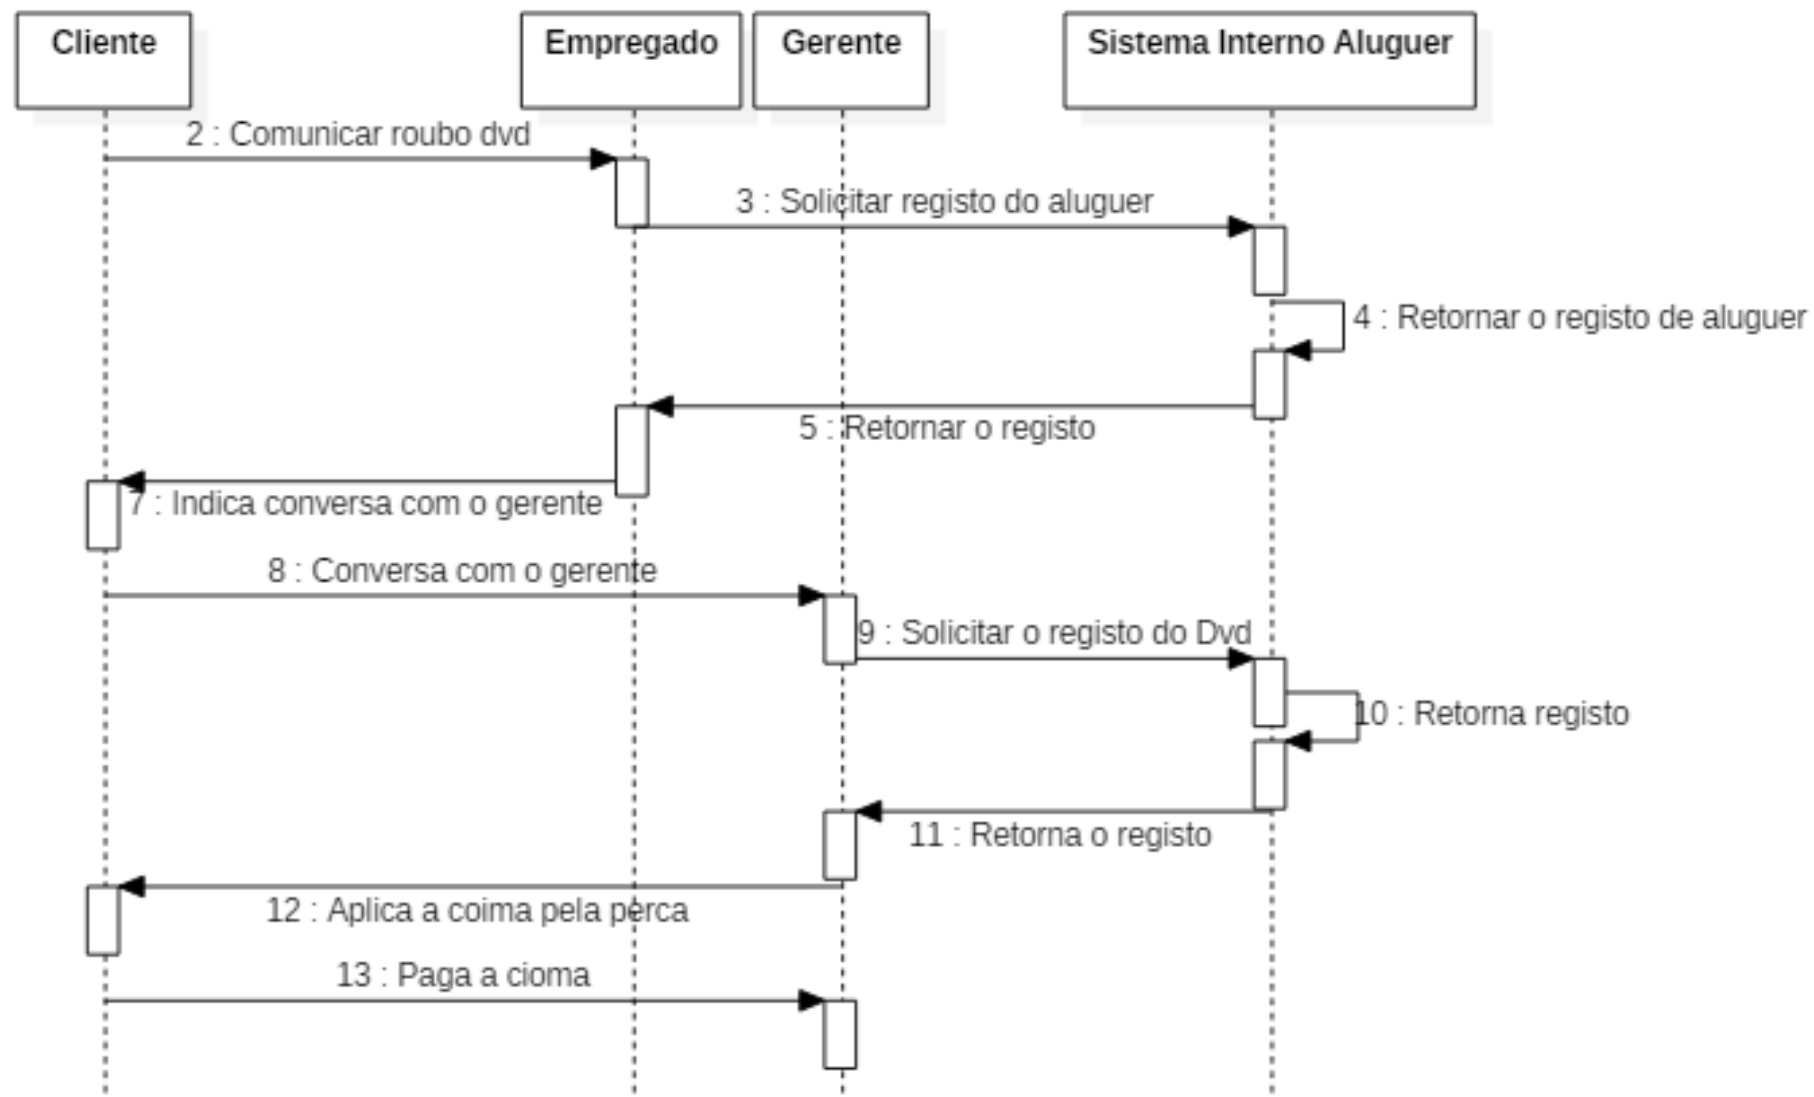 Cliente
Empregado
Gerente
Sistema Interno Aluguer
2 : Comunicar roubo dvd
3 : Solicitar registo do aluguer
4 : Retornar o registo de aluguer
5 : Retornar o registo
7 : Indica conversa com o gerente
8 : Conversa com o gerente
9 : Solicitar o registo do Dvd
10 : Retorna registo
11 : Retorna o registo
12 : Aplica a coima pela perca
13 : Paga a cioma